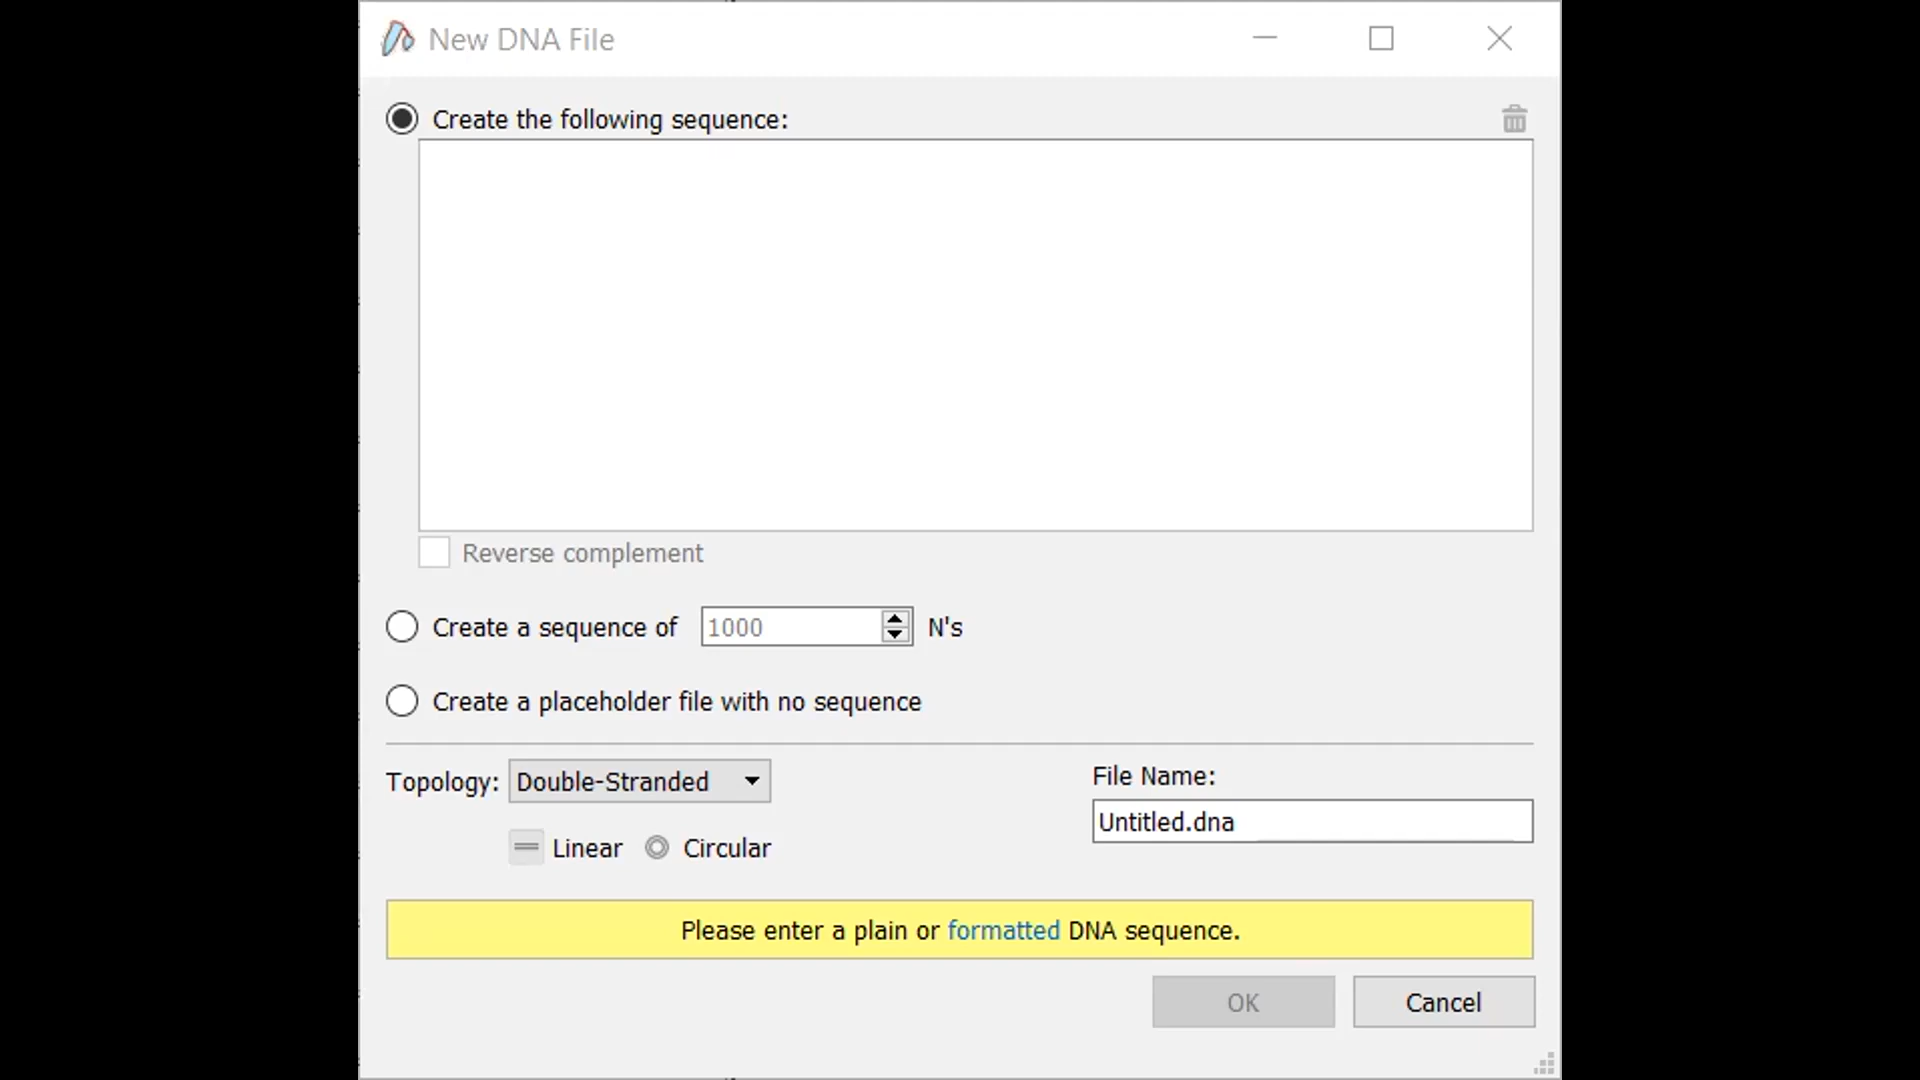 New DNA File
Create the following sequence:
Reverse complement
Create a sequence of 1000 N's
Create a placeholder file with no sequence
Topology: Double-Stranded
Linear Circular
File Name:
Untitled.dna
Please enter a plain or formatted DNA sequence.
OK Cancel